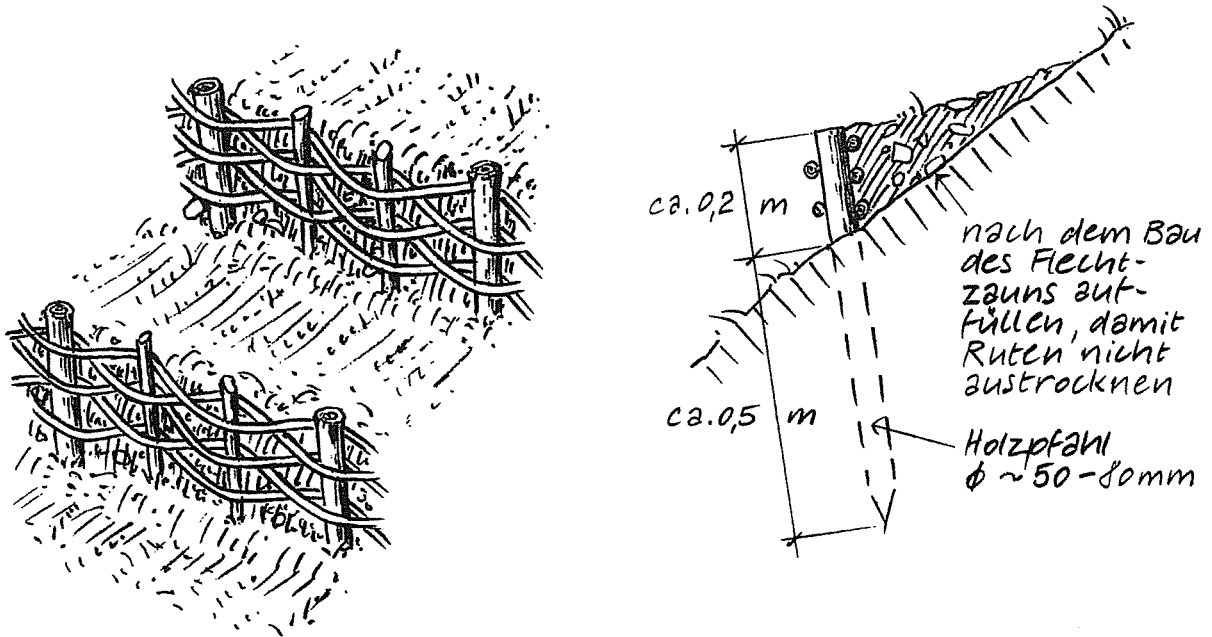 ca. 0,2 m
nach dem Bau
des Flecht-
zauns auf-
füllen, damit
Ruten nicht
austrocknen
ca. 0,5 m
Holzpfahl
ϕ ~ 50-80mm